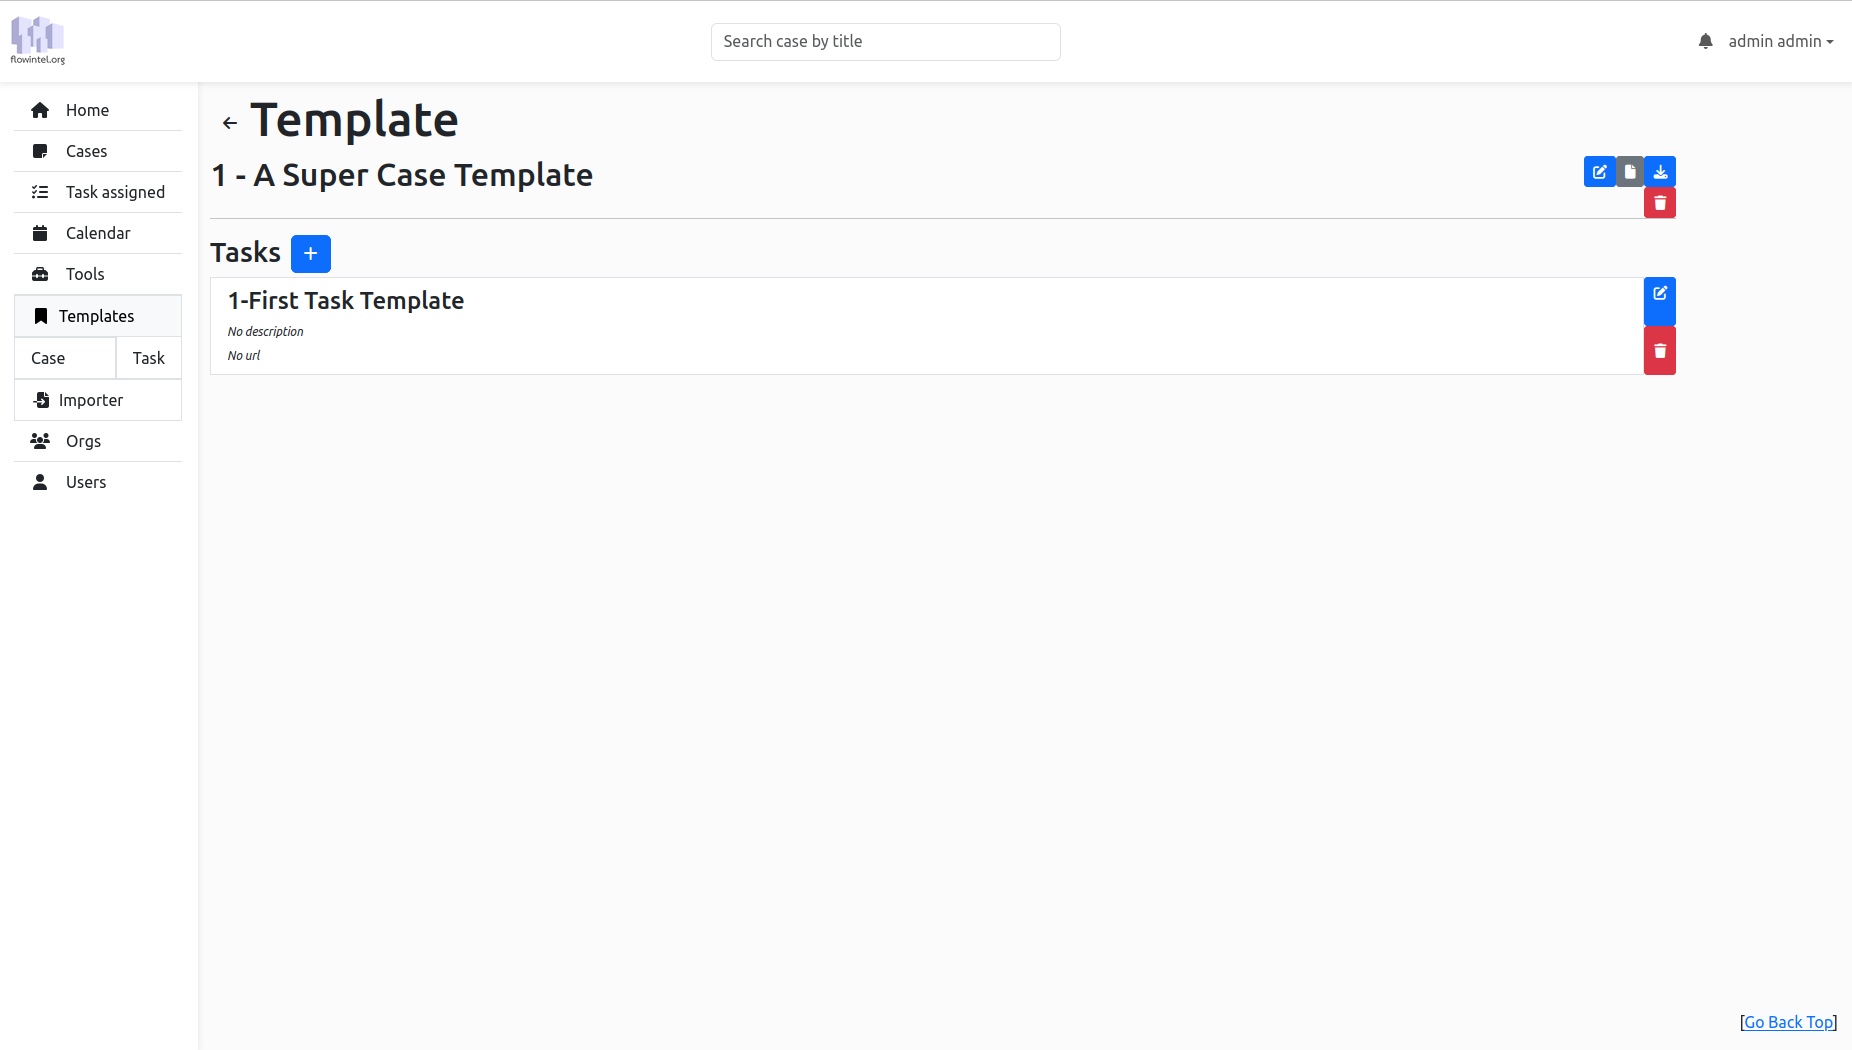 flowintel.org
Search case by title
admin admin
Home
Cases
Task assigned
Calendar
Tools
Templates
Case Task
Importer
Orgs
Users
Template
1 - A Super Case Template
Tasks
1-First Task Template
No description
No url
[Go Back Top]